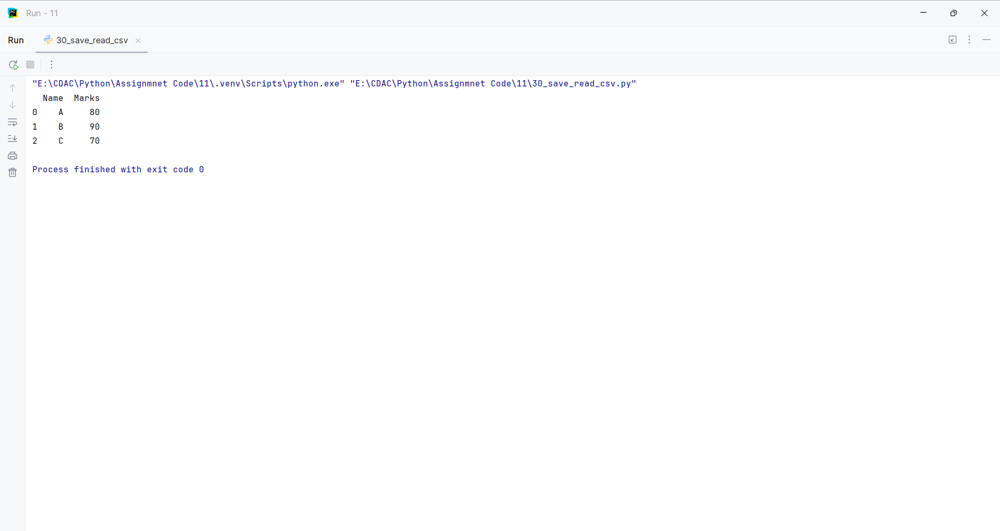 Run - 11
Run 30_save_read_csv
"E:\CDAC\Python\Assignmnet Code\11\.venv\Scripts\python.exe" "E:\CDAC\Python\Assignmnet Code\11\30_save_read_csv.py"
  Name  Marks
0    A     80
1    B     90
2    C     70
Process finished with exit code 0